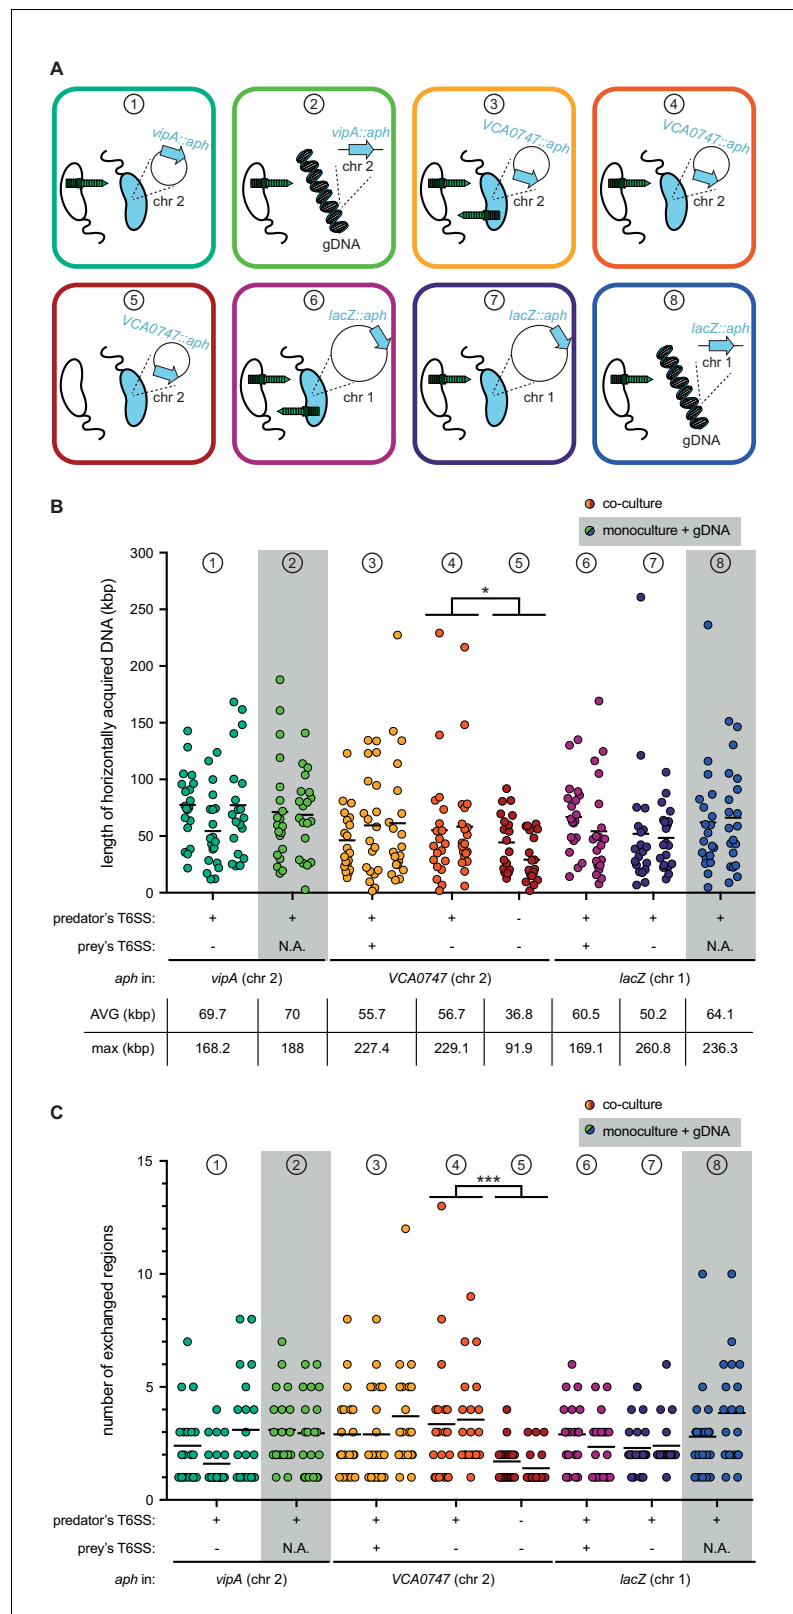 A
1 2 3 4
vipA::aph vipA::aph VCA0747::aph VCA0747::aph
chr 2 chr 2 chr 2 chr 2
gDNA
5 6 7 8
VCA0747::aph lacZ::aph lacZ::aph lacZ::aph
chr 2 chr 1 chr 1 chr 1
gDNA
B
co-culture
monoculture + gDNA
length of horizontally acquired DNA (kbp)
300
250
200
150
100
50
0
1 2 3 4 5 6 7 8
*
predator's T6SS: + + + + - + + +
prey's T6SS: - N.A. + - - + - N.A.
aph in: vipA (chr 2) VCA0747 (chr 2) lacZ (chr 1)
AVG (kbp) 69.7 70 55.7 56.7 36.8 60.5 50.2 64.1
max (kbp) 168.2 188 227.4 229.1 91.9 169.1 260.8 236.3
C
co-culture
monoculture + gDNA
number of exchanged regions
15
10
5
0
1 2 3 4 5 6 7 8
***
predator's T6SS: + + + + - + + +
prey's T6SS: - N.A. + - - + - N.A.
aph in: vipA (chr 2) VCA0747 (chr 2) lacZ (chr 1)